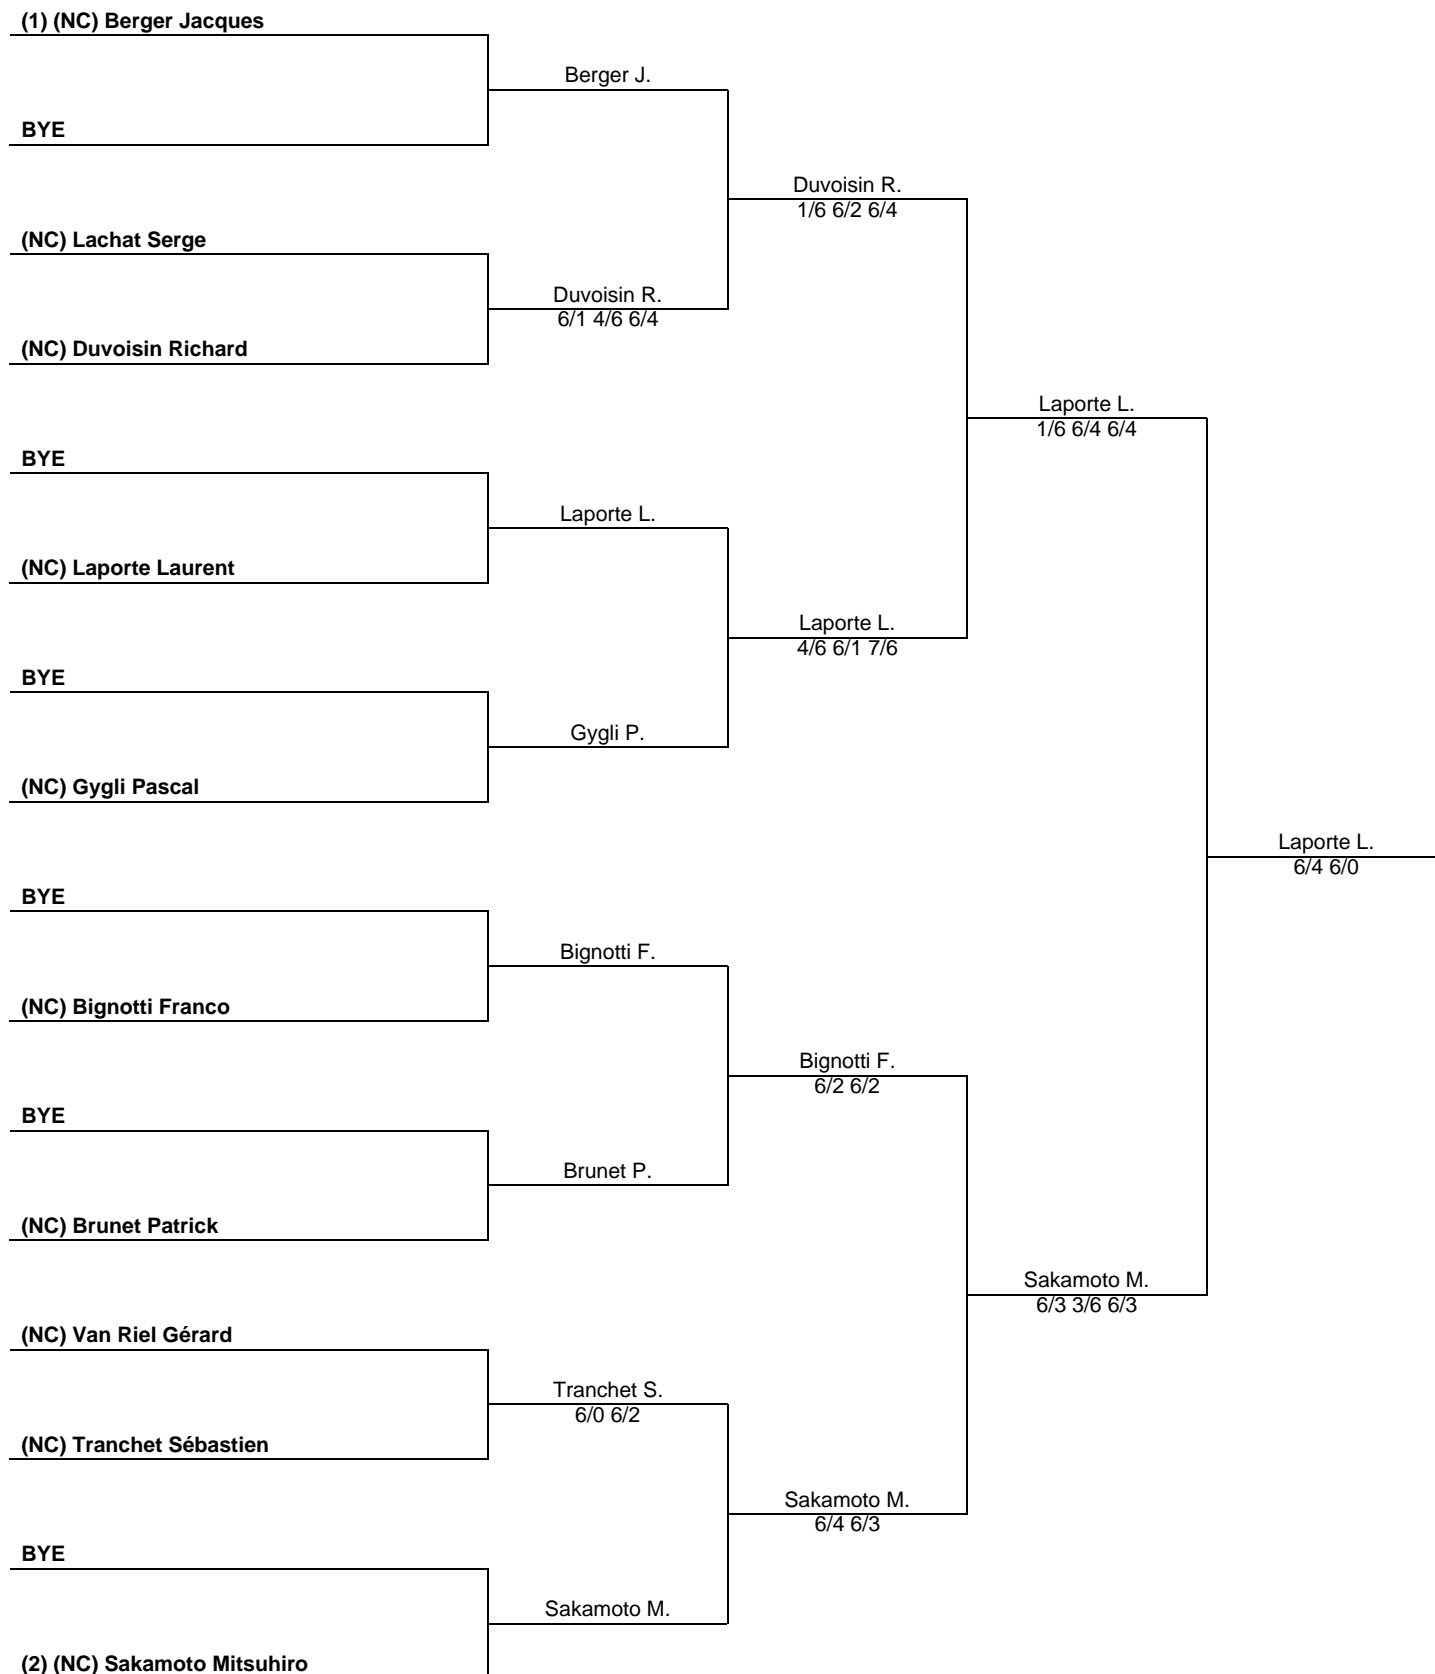 (1) (NC) Berger Jacques
Berger J.
BYE
Duvoisin R.
1/6 6/2 6/4
(NC) Lachat Serge
Duvoisin R.
6/1 4/6 6/4
(NC) Duvoisin Richard
Laporte L.
1/6 6/4 6/4
BYE
Laporte L.
(NC) Laporte Laurent
Laporte L.
4/6 6/1 7/6
BYE
Gygli P.
(NC) Gygli Pascal
Laporte L.
6/4 6/0
BYE
Bignotti F.
(NC) Bignotti Franco
Bignotti F.
6/2 6/2
BYE
Brunet P.
(NC) Brunet Patrick
Sakamoto M.
6/3 3/6 6/3
(NC) Van Riel Gérard
Tranchet S.
6/0 6/2
(NC) Tranchet Sébastien
Sakamoto M.
6/4 6/3
BYE
Sakamoto M.
(2) (NC) Sakamoto Mitsuhiro